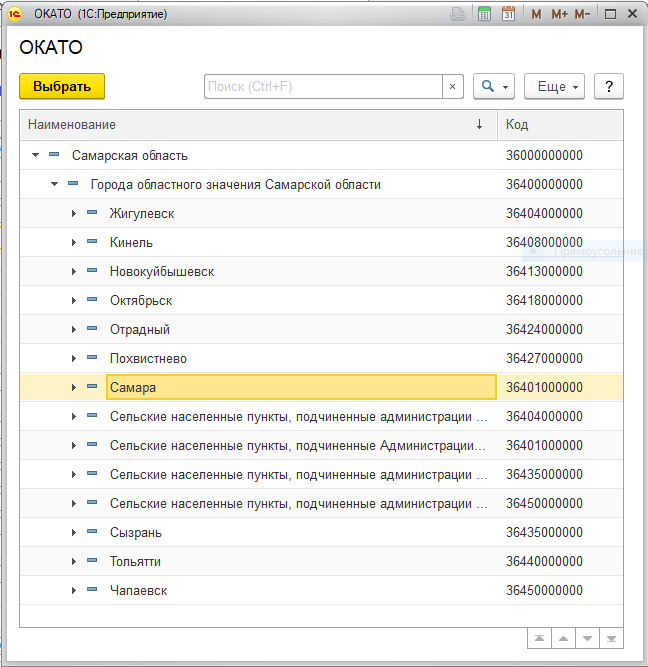 ОКАТО (1С:Предприятие)
M M+ M-
ОКАТО
Выбрать
Поиск (Ctrl+F)
×
Еще
?
Наименование ↓ Код
Самарская область 36000000000
Города областного значения Самарской области 36400000000
Жигулевск 36404000000
Кинель 36408000000
Прямоугольник
Новокуйбышевск 36413000000
Октябрьск 36418000000
Отрадный 36424000000
Похвистнево 36427000000
Самара 36401000000
Сельские населенные пункты, подчиненные администрации ... 36404000000
Сельские населенные пункты, подчиненные Администрации... 36401000000
Сельские населенные пункты, подчиненные администрации ... 36435000000
Сельские населенные пункты, подчиненные администрации ... 36450000000
Сызрань 36435000000
Тольятти 36440000000
Чапаевск 36450000000